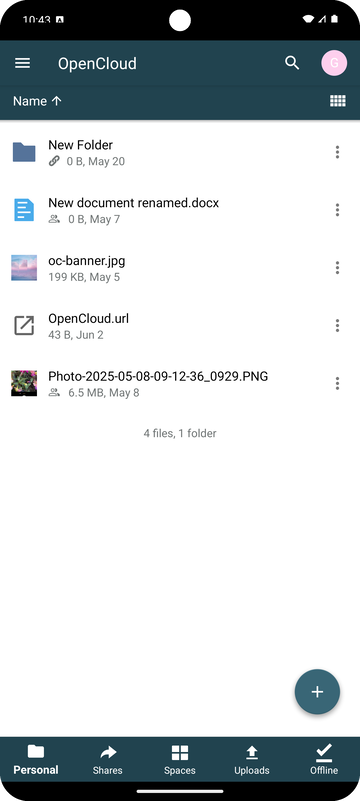 10:43
OpenCloud
G
Name
New Folder
0 B, May 20
New document renamed.docx
0 B, May 7
oc-banner.jpg
199 KB, May 5
OpenCloud.url
43 B, Jun 2
Photo-2025-05-08-09-12-36_0929.PNG
6.5 MB, May 8
4 files, 1 folder
Personal
Shares
Spaces
Uploads
Offline